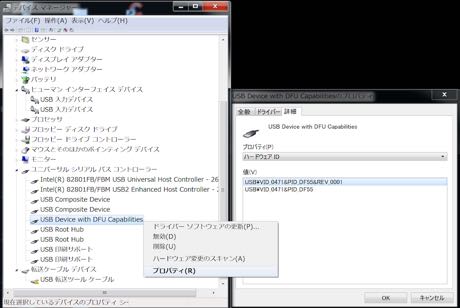 デバイス マネージャー
ファイル(F) 操作(A) 表示(V) ヘルプ(H)
センサー
ディスク ドライブ
ディスプレイ アダプター
ネットワーク アダプター
バッテリ
ヒューマン インターフェイス デバイス
USB 入力デバイス
USB 入力デバイス
プロセッサ
フロッピー ディスク ドライブ
フロッピー ドライブ コントローラー
マウスとそのほかのポインティング デバイス
モニター
ユニバーサル シリアル バス コントローラー
Intel(R) 82801FB/FBM USB Universal Host Controller -
Intel(R) 82801FB/FBM USB2 Enhanced Host Controller -
USB Composite Device
USB Composite Device
USB Device with DFU Capabilities
USB Root Hub
USB Root Hub
USB 印刷サポート
USB 印刷サポート
転送ケーブル デバイス
USB 転送ツール ケーブル
現在選択しているデバイスのプロパティ シー
ドライバー ソフトウェアの更新(P)...
無効(D)
削除(U)
ハードウェア変更のスキャン(A)
プロパティ(R)
USB Device with DFU Capabilitiesのプロパティ
全般 ドライバー 詳細
USB Device with DFU Capabilities
プロパティ(P)
ハードウェア ID
値(V)
USB¥VID_0471&PID_DF55&REV_0001
USB¥VID_0471&PID_DF55
OK キャンセル